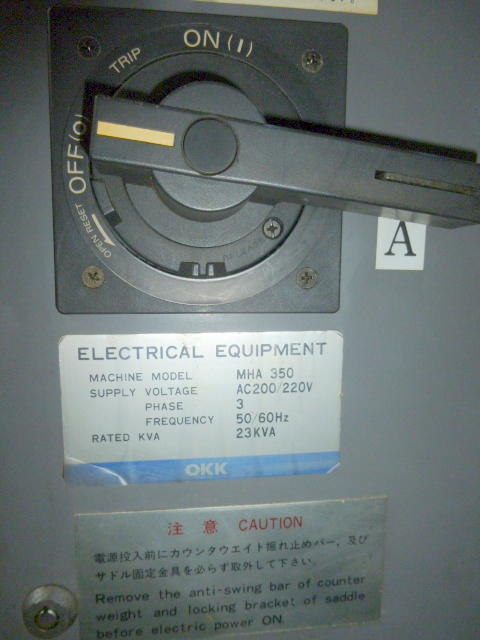 ON(I)
TRIP
OFF(O)
OPEN RESET
RELEASE
A
ELECTRICAL EQUIPMENT
MACHINE MODEL MHA 350
SUPPLY VOLTAGE AC200/220V
PHASE 3
FREQUENCY 50/60Hz
RATED KVA 23KVA
OKK
注意 CAUTION
電源投入前にカウンタウエイト振れ止めバー、及び
サドル固定金具を必らず取外して下さい。
Remove the anti-swing bar of counter
weight and locking bracket of saddle
before electric power ON.